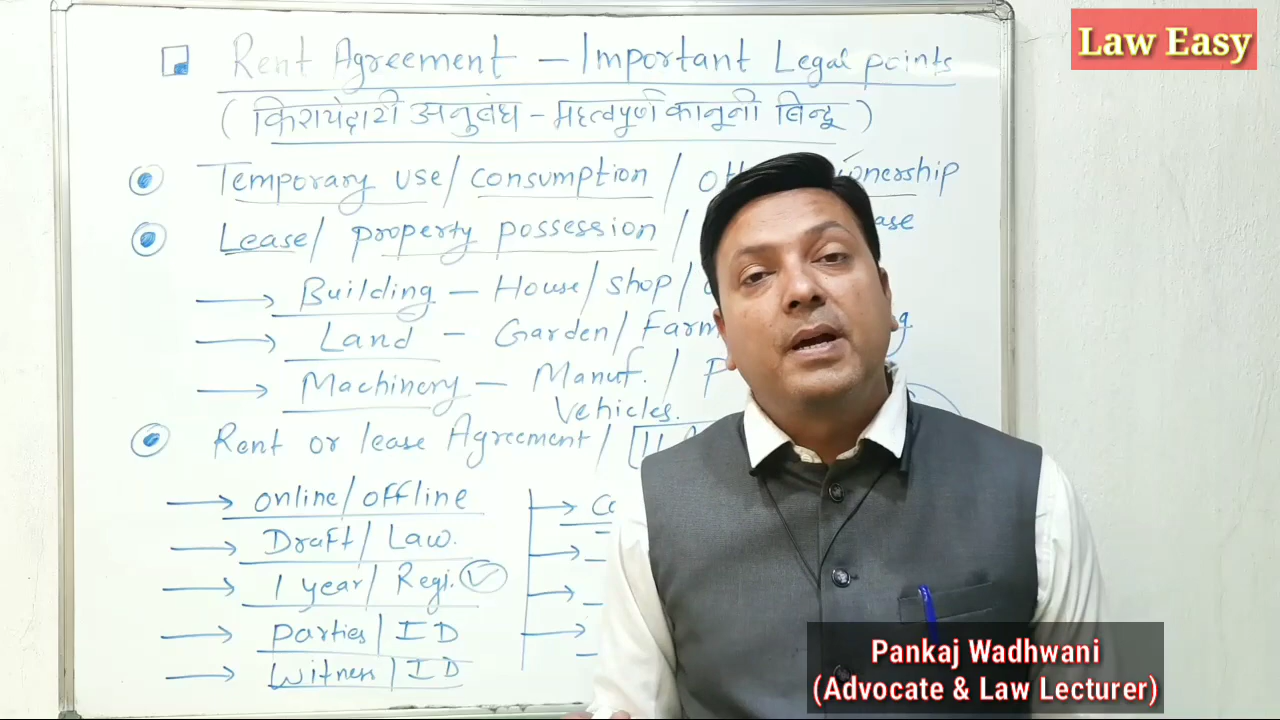 Law Easy
Rent Agreement - Important Legal points
( किरायेदारी अनुबंध - महत्वपूर्ण कानूनी बिन्दू )
Temporary use / consumption / onership
Lease / property possession /
→ Building - House / shop /
→ Land - Garden / Farm
→ Machinery - Manuf. /
Vehicles.
Rent or lease Agreement /
→ online / offline
→ Draft / Law.
→ 1 year / Regi.
→ parties / ID
→ Witness / ID
Pankaj Wadhwani
(Advocate & Law Lecturer)